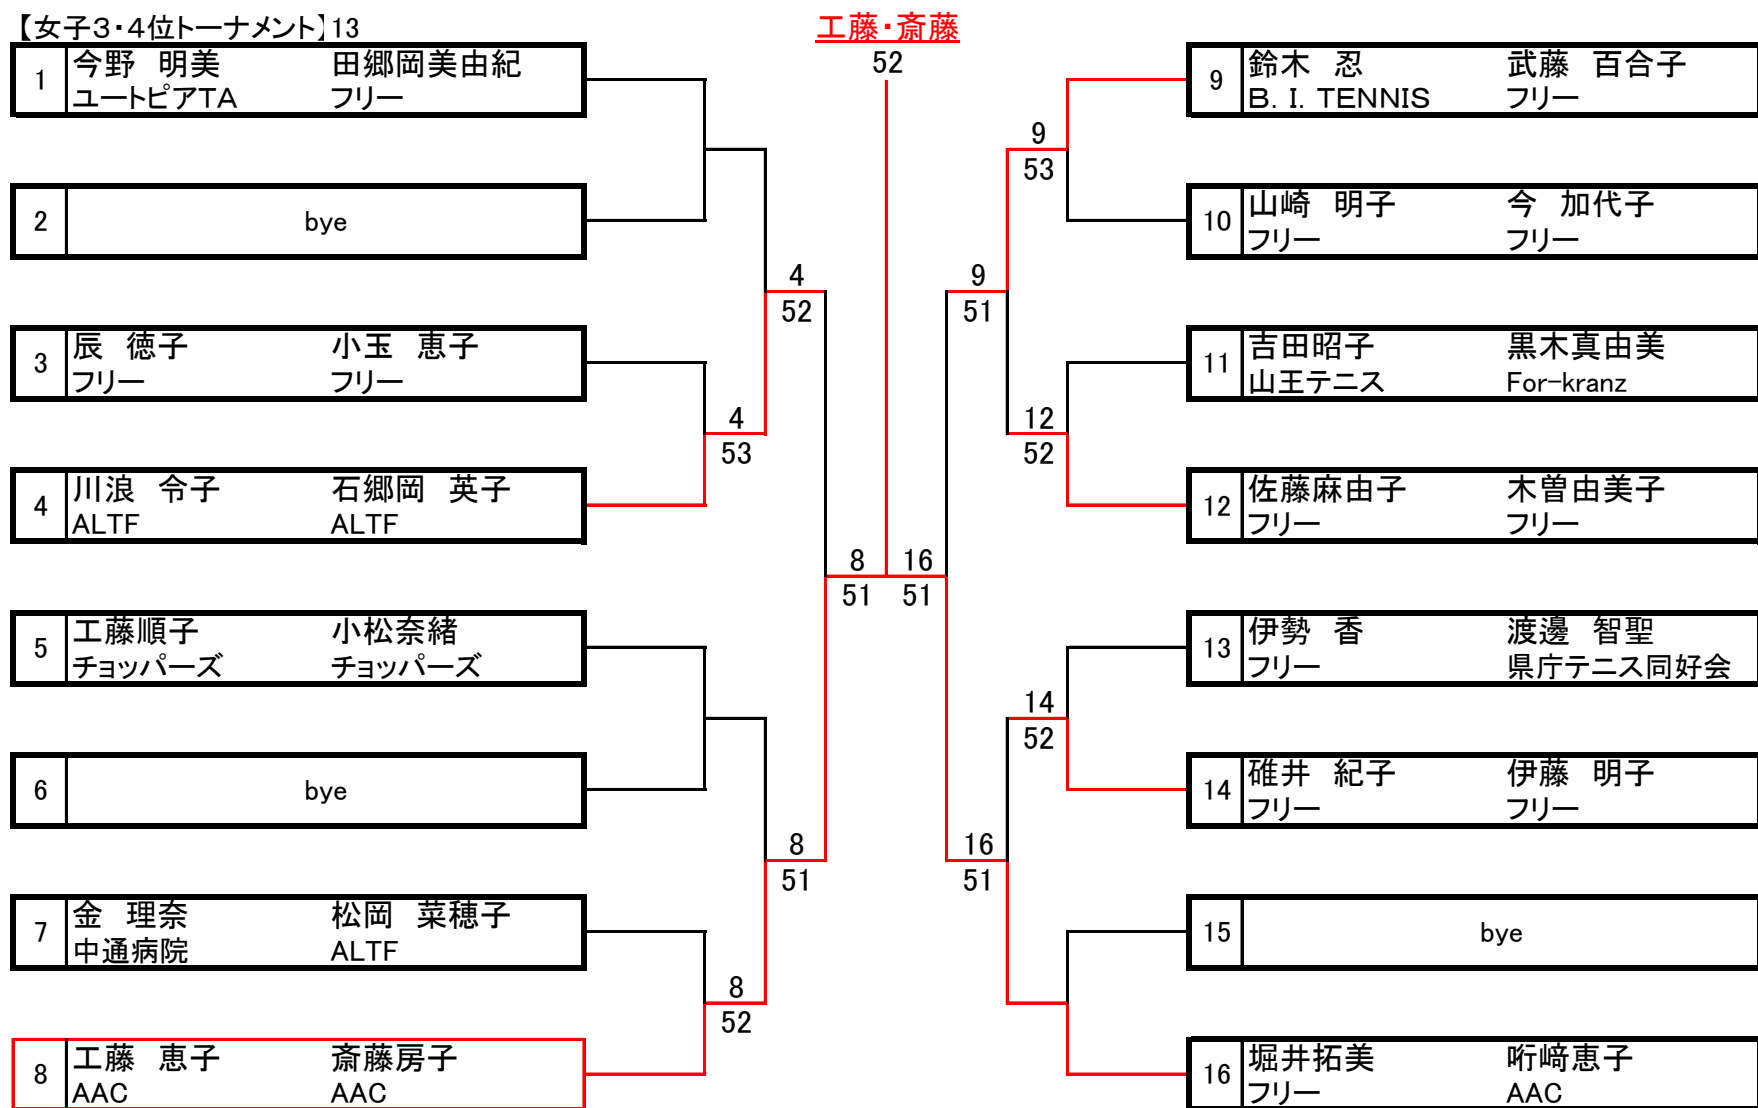 【女子3・4位トーナメント】13
工藤・斎藤
52
1 今野 明美 田郷岡美由紀
ユートピアTA フリー
2 bye
3 辰 徳子 小玉 恵子
フリー フリー
4 川浪 令子 石郷岡 英子
ALTF ALTF
5 工藤順子 小松奈緒
チョッパーズ チョッパーズ
6 bye
7 金 理奈 松岡 菜穂子
中通病院 ALTF
8 工藤 恵子 斎藤房子
AAC AAC
4
53
8
52
4
52
8
51
8
51
16
51
9
51
16
51
9
53
12
52
14
52
9 鈴木 忍 武藤 百合子
B. I. TENNIS フリー
10 山崎 明子 今 加代子
フリー フリー
11 吉田昭子 黒木真由美
山王テニス For-kranz
12 佐藤麻由子 木曽由美子
フリー フリー
13 伊勢 香 渡邊 智聖
フリー 県庁テニス同好会
14 碓井 紀子 伊藤 明子
フリー フリー
15 bye
16 堀井拓美 哘﨑恵子
フリー AAC